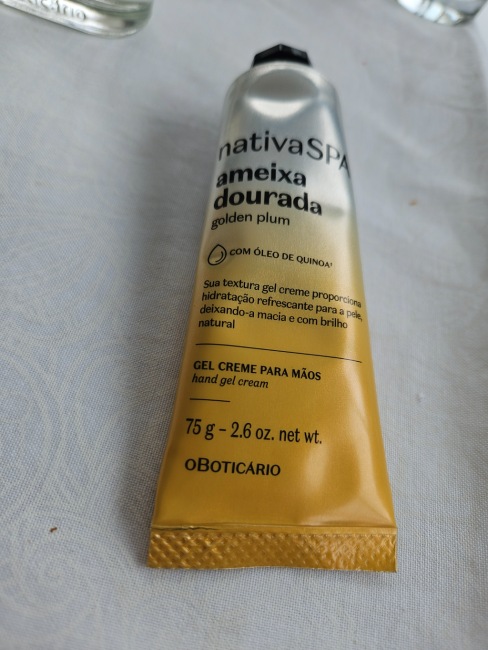 nativaSPA
ameixa
dourada
golden plum
COM ÓLEO DE QUINOA¹
Sua textura gel creme proporciona
hidratação refrescante para a pele,
deixando-a macia e com brilho
natural
GEL CREME PARA MÃOS
hand gel cream
75 g – 2.6 oz. net wt.
oBOTICÁRIO